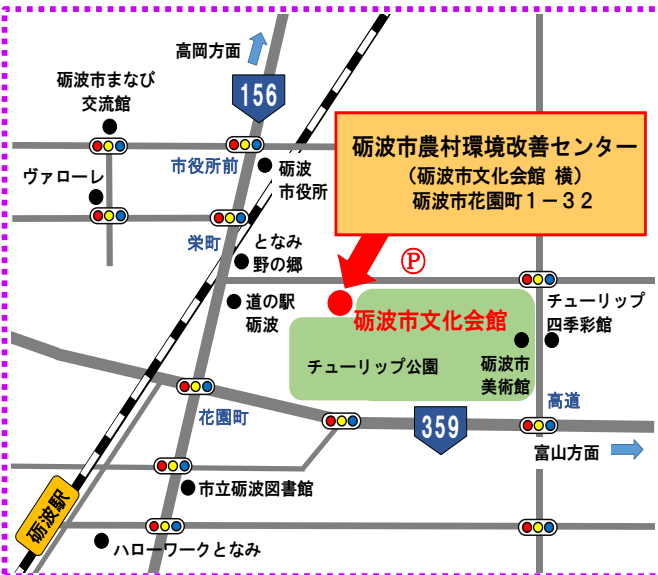 高岡方面
156
砺波市まなび
交流館
砺波市農村環境改善センター
(砺波市文化会館 横)
砺波市花園町1-32
市役所前
砺波
市役所
ヴァローレ
栄町
となみ
野の郷
Ⓟ
道の駅
砺波
砺波市文化会館
チューリップ
四季彩館
チューリップ公園
砺波市
美術館
花園町
359
高道
富山方面
市立砺波図書館
砺波駅
ハローワークとなみ